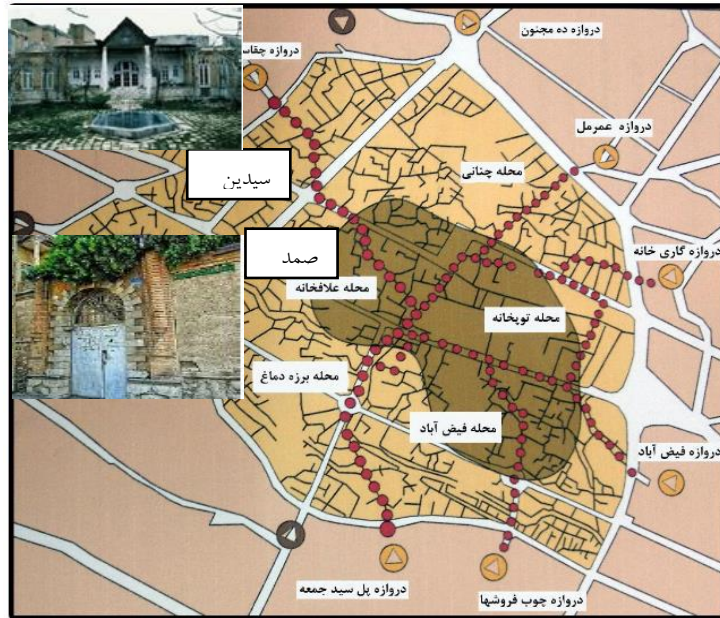 دروازه ده مجنون
دروازه چقاس
دروازه عمرمل
محله چنانی
سیدین
دروازه گاری خانه
صمد
محله علافخانه
محله توپخانه
محله برزه دماغ
محله فیض آباد
دروازه فیض آباد
دروازه پل سید جمعه
دروازه چوب فروشها